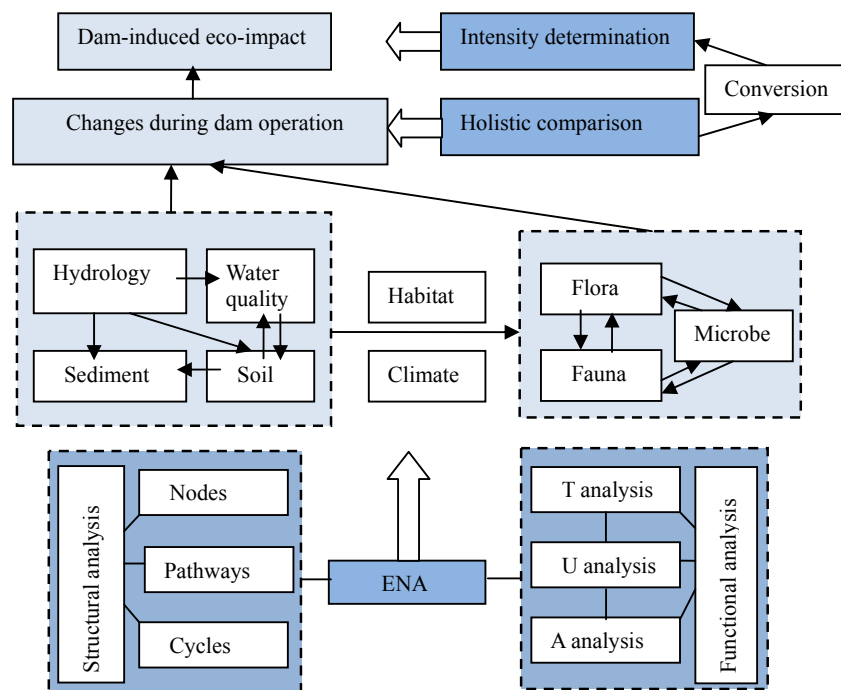 Dam-induced eco-impact
Intensity determination
Conversion
Changes during dam operation
Holistic comparison
Hydrology
Water
quality
Sediment
Soil
Habitat
Climate
Flora
Microbe
Fauna
Structural analysis
Nodes
Pathways
Cycles
ENA
T analysis
U analysis
A analysis
Functional analysis